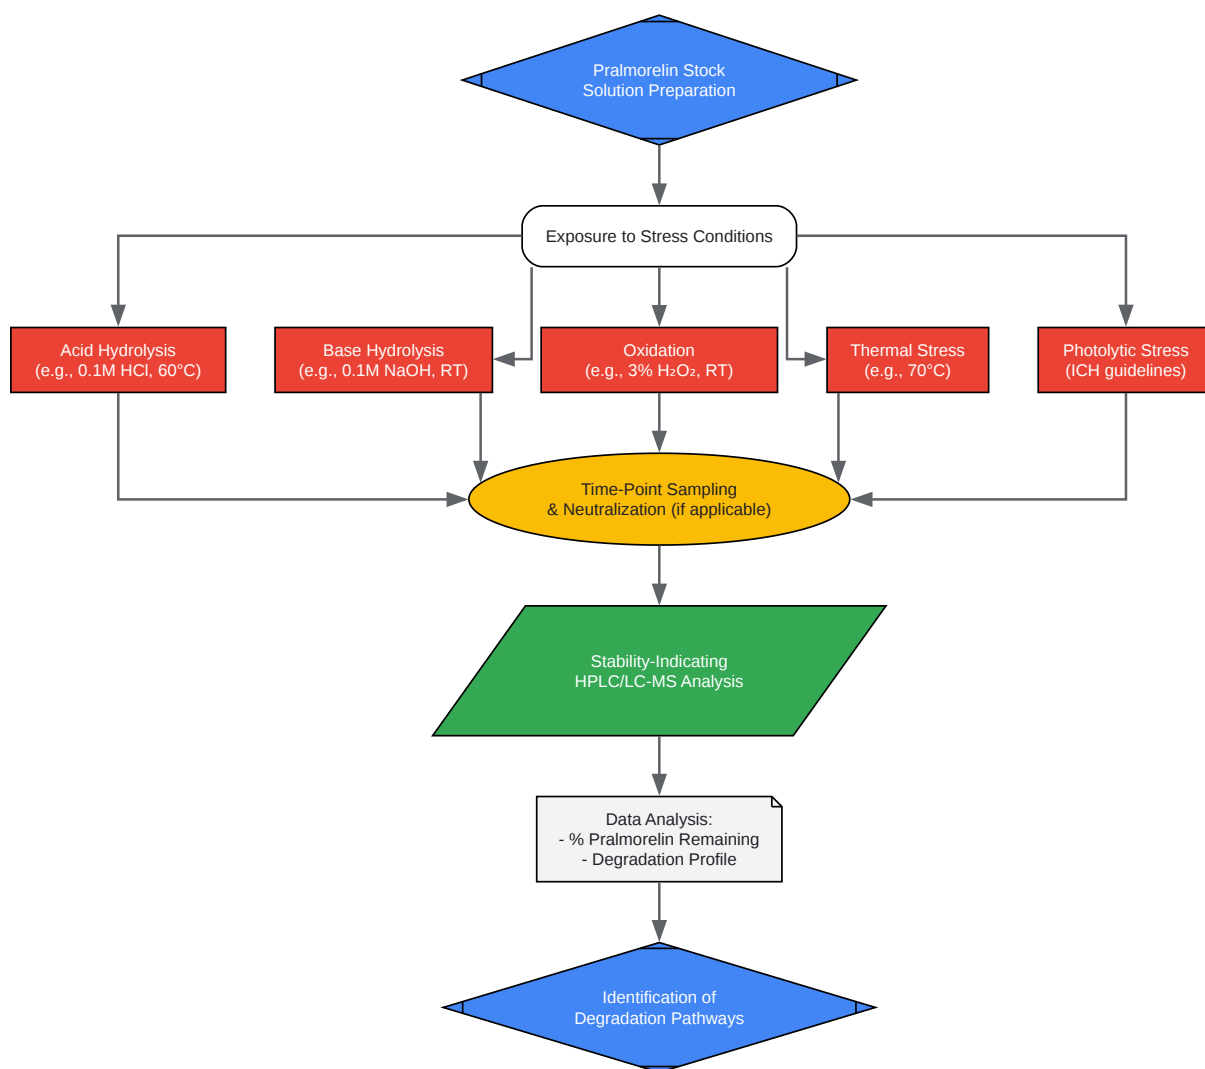 Pralmorelin Stock
Solution Preparation
Exposure to Stress Conditions
Acid Hydrolysis
(e.g., 0.1M HCl, 60°C)
Base Hydrolysis
(e.g., 0.1M NaOH, RT)
Oxidation
(e.g., 3% H₂O₂, RT)
Thermal Stress
(e.g., 70°C)
Photolytic Stress
(ICH guidelines)
Time-Point Sampling
& Neutralization (if applicable)
Stability-Indicating
HPLC/LC-MS Analysis
Data Analysis:
- % Pralmorelin Remaining
- Degradation Profile
Identification of
Degradation Pathways